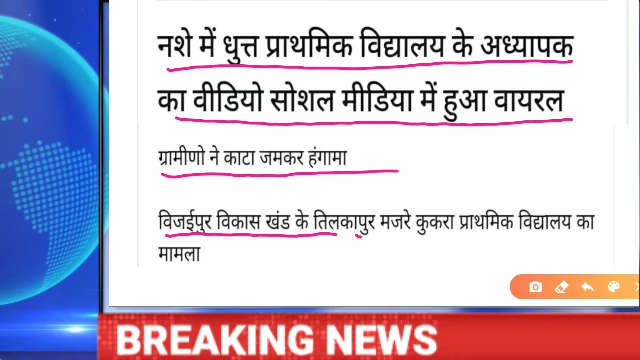 नशे में धुत्त प्राथमिक विद्यालय के अध्यापक
का वीडियो सोशल मीडिया में हुआ वायरल
ग्रामीणो ने काटा जमकर हंगामा
विजईपुर विकास खंड के तिलकापुर मजरे कुकरा प्राथमिक विद्यालय का
मामला
BREAKING NEWS